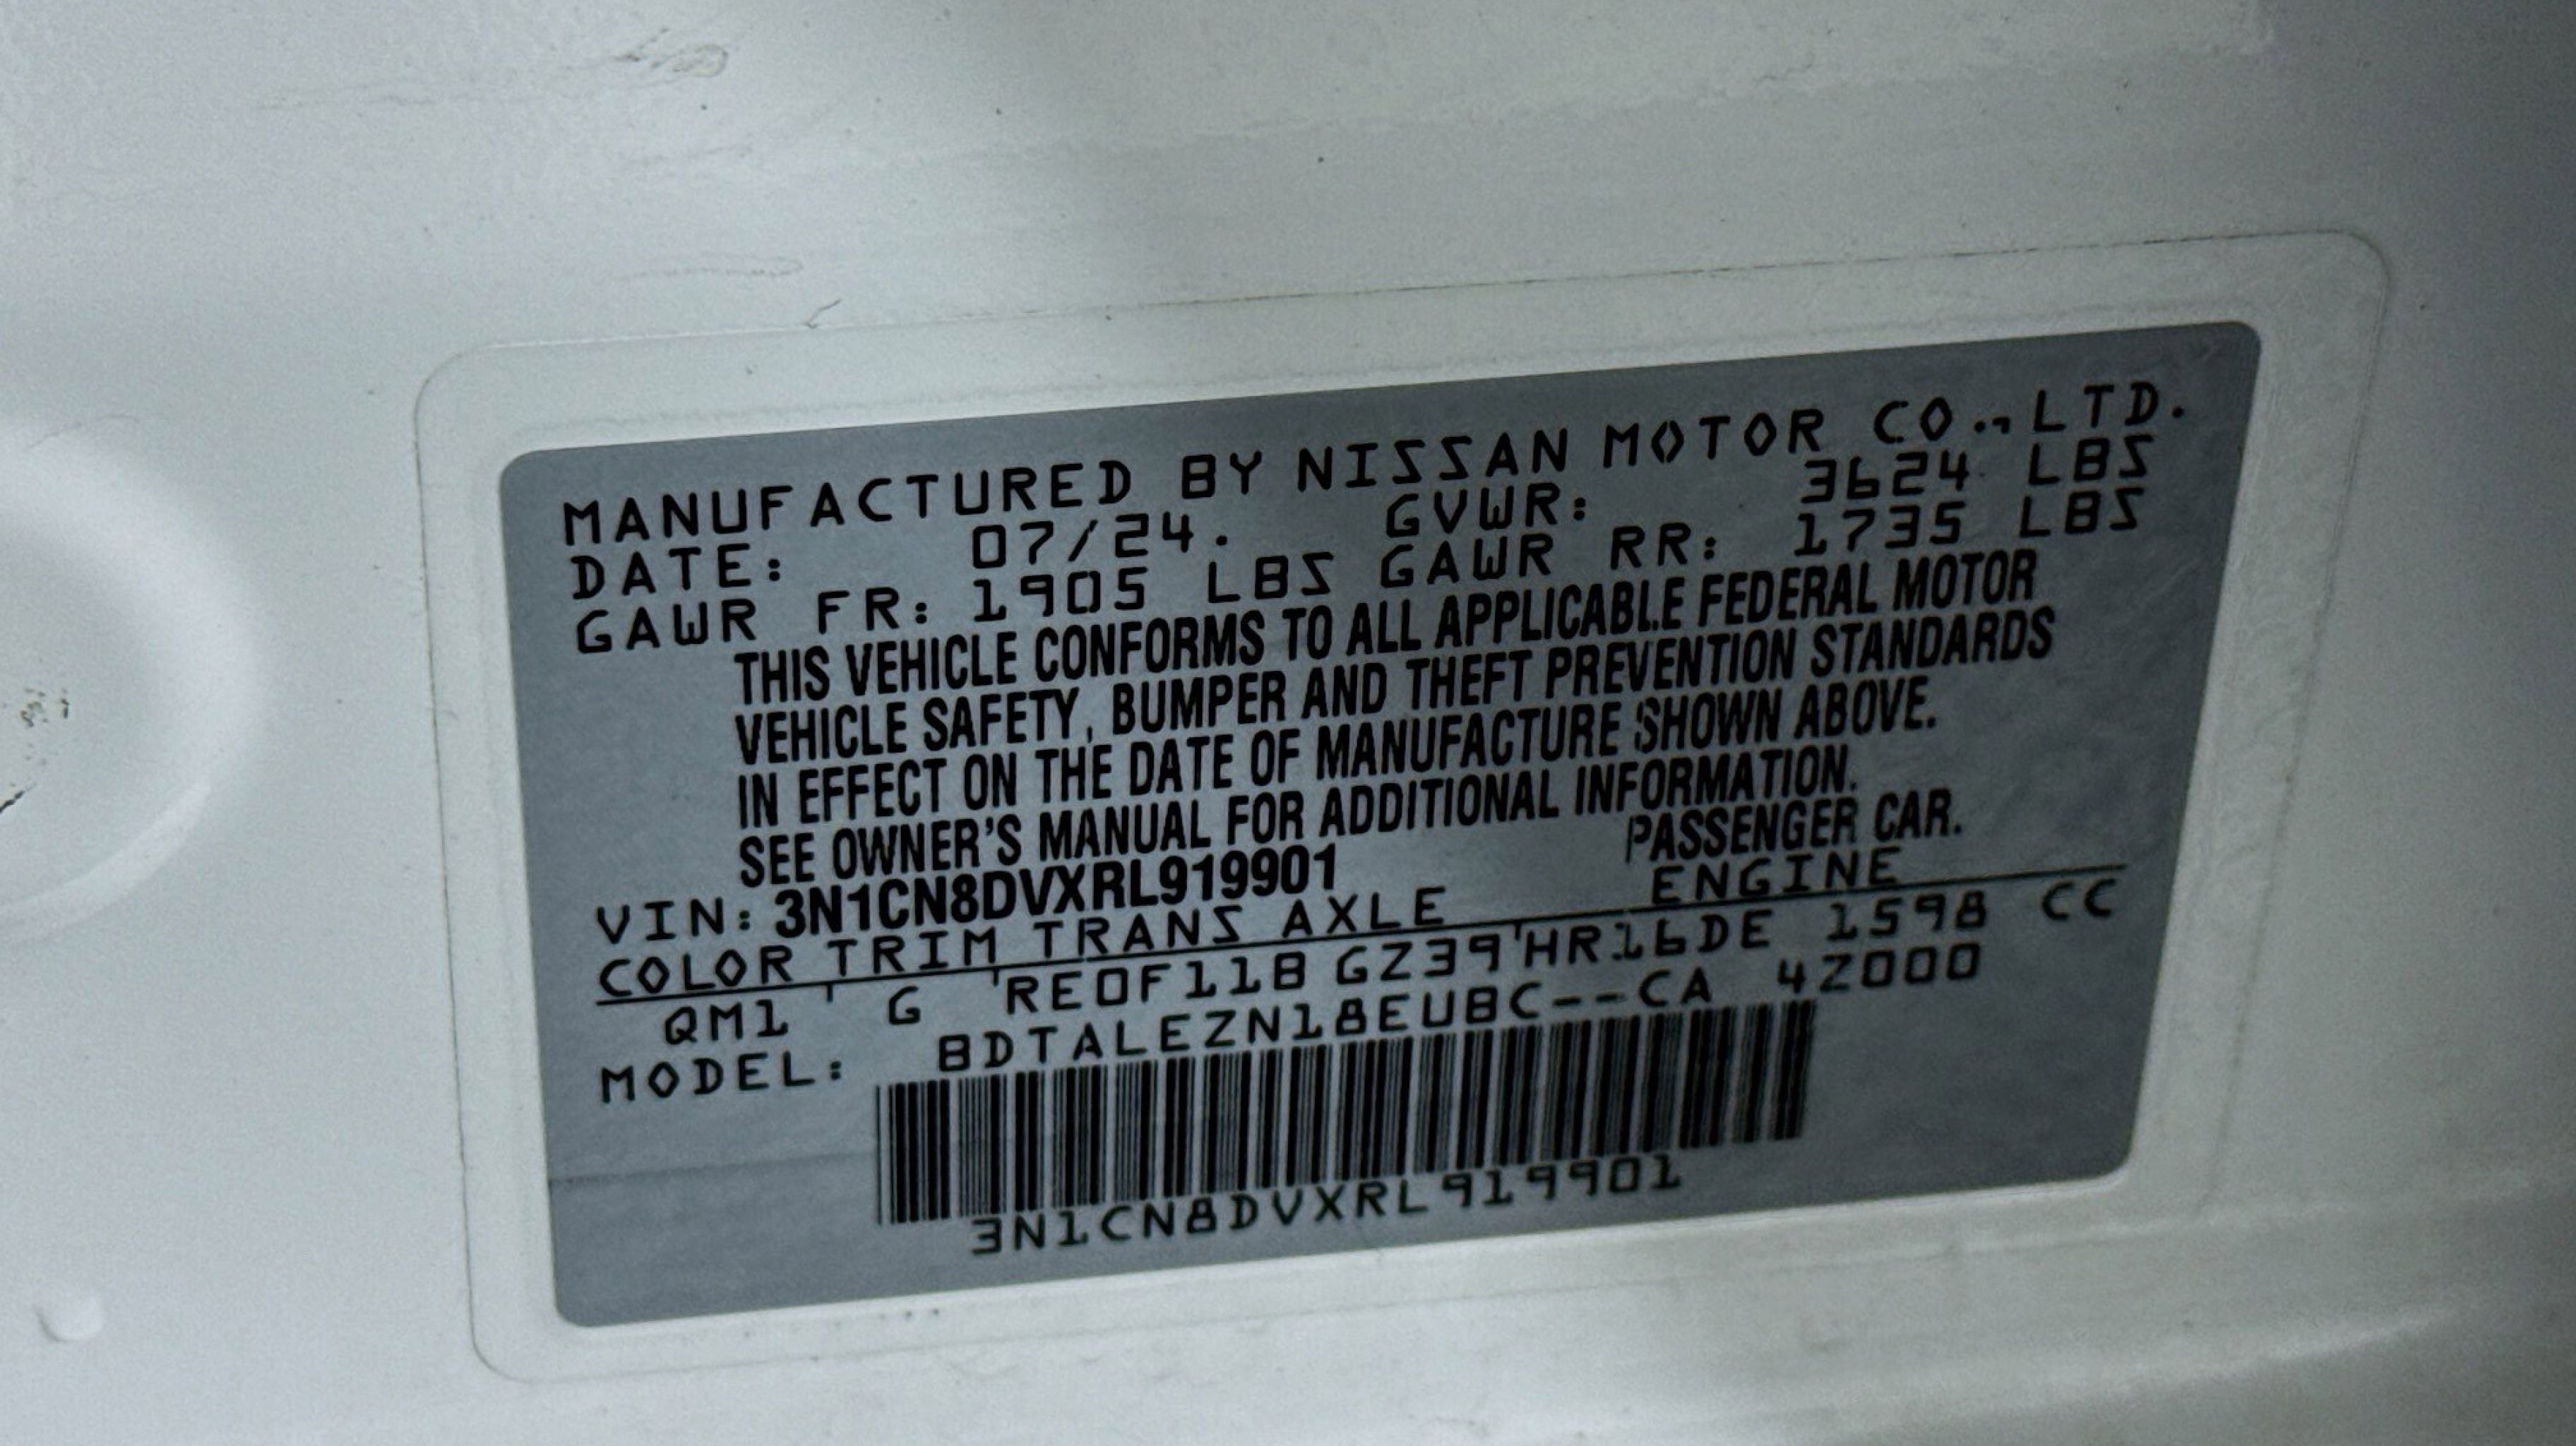 MANUFACTURED BY NISSAN MOTOR CO., LTD.
DATE: 07/24. GVWR: 3624 LBS
GAWR FR: 1905 LBS GAWR RR: 1735 LBS
THIS VEHICLE CONFORMS TO ALL APPLICABLE FEDERAL MOTOR
VEHICLE SAFETY, BUMPER AND THEFT PREVENTION STANDARDS
IN EFFECT ON THE DATE OF MANUFACTURE SHOWN ABOVE.
SEE OWNER'S MANUAL FOR ADDITIONAL INFORMATION.
VIN: 3N1CN8DVXRL919901 PASSENGER CAR.
COLOR TRIM TRANS AXLE ENGINE
QM1 G RE0F11B GZ39 HR16DE 1598 CC
MODEL: BDTALEZN18EUBC--CA 4Z000
3N1CN8DVXRL919901